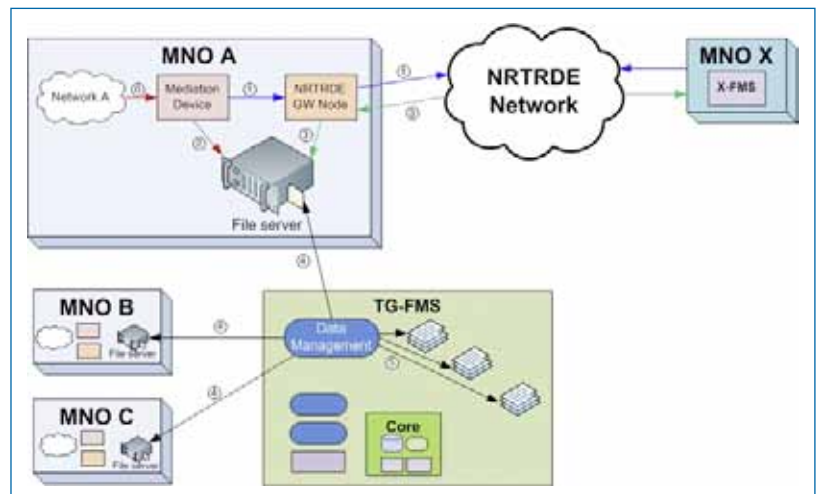 MNO A
Network A
Mediation
Device
NRTRDE
GW Node
File server
NRTRDE
Network
MNO X
X-FMS
MNO B
File server
MNO C
File server
TG-FMS
Data
Management
Core